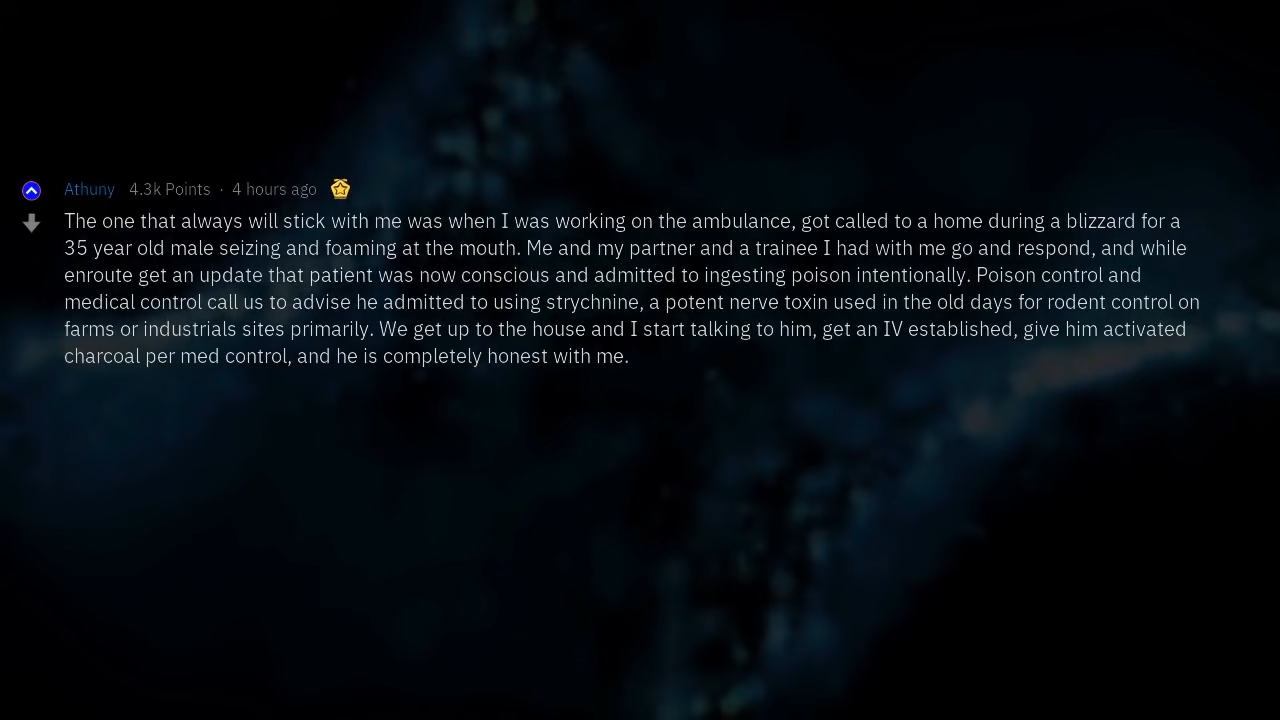 Athuny 4.3k Points · 4 hours ago
The one that always will stick with me was when I was working on the ambulance, got called to a home during a blizzard for a
35 year old male seizing and foaming at the mouth. Me and my partner and a trainee I had with me go and respond, and while
enroute get an update that patient was now conscious and admitted to ingesting poison intentionally. Poison control and
medical control call us to advise he admitted to using strychnine, a potent nerve toxin used in the old days for rodent control on
farms or industrials sites primarily. We get up to the house and I start talking to him, get an IV established, give him activated
charcoal per med control, and he is completely honest with me.